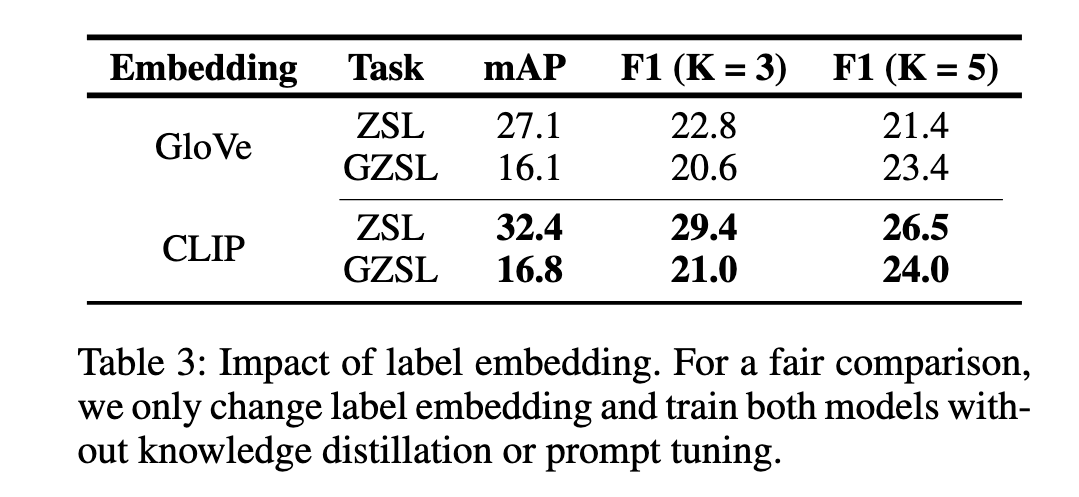 Embedding Task mAP F1 (K = 3) F1 (K = 5)
GloVe ZSL 27.1 22.8 21.4
GZSL 16.1 20.6 23.4
CLIP ZSL 32.4 29.4 26.5
GZSL 16.8 21.0 24.0
Table 3: Impact of label embedding. For a fair comparison,
we only change label embedding and train both models with-
out knowledge distillation or prompt tuning.